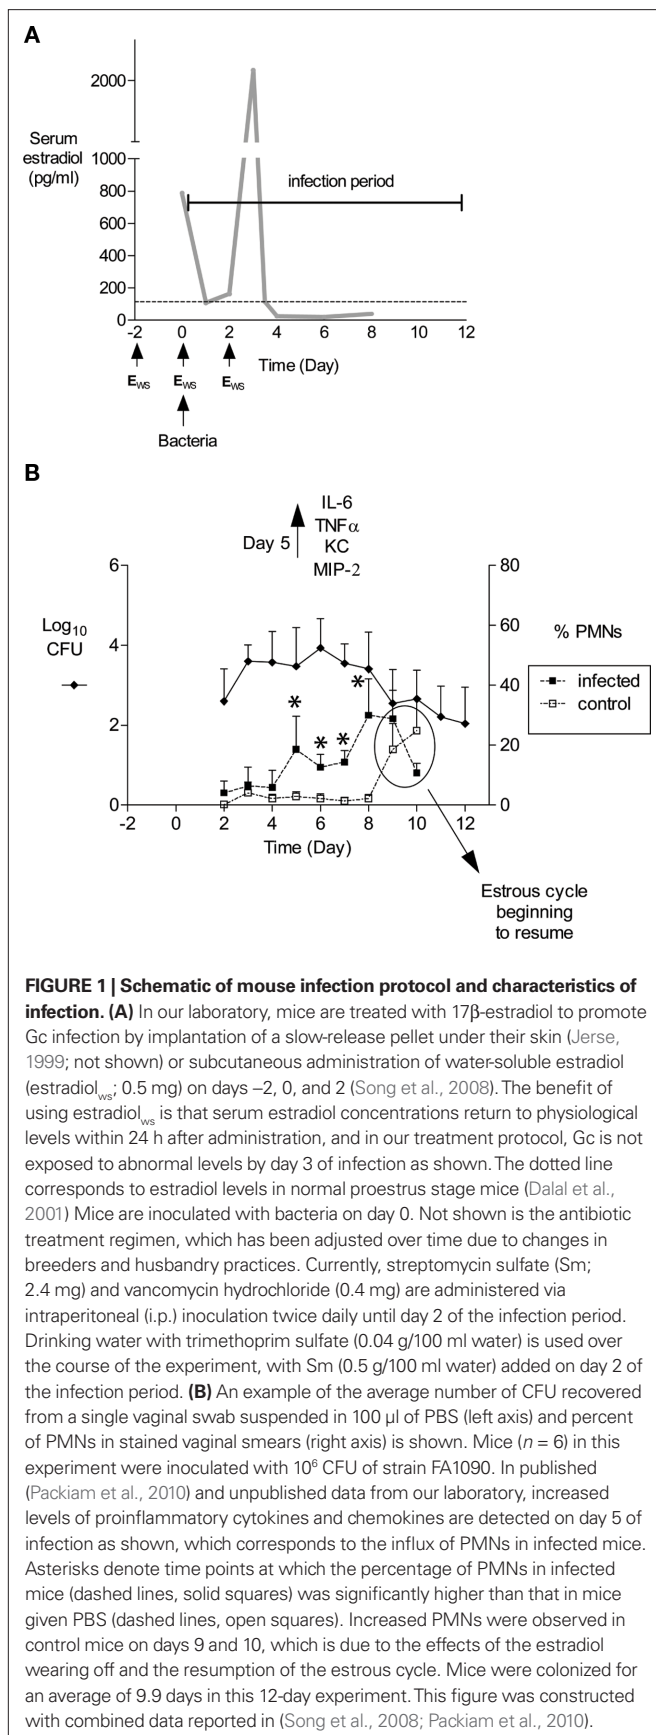 A
2000
Serum
estradiol
(pg/ml)
1000
800
600
400
200
0
infection period
-2 0 2 4 6 8 10 12
Time (Day)
Ews Ews Ews
Bacteria
B
Day 5
IL-6
TNFα
KC
MIP-2
6
4
2
0
Log10
CFU
80
60
40
20
0
% PMNs
infected
control
*
*
*
*
-2 0 2 4 6 8 10 12
Time (Day)
Estrous cycle
beginning
to resume
FIGURE 1 | Schematic of mouse infection protocol and characteristics of
infection. (A) In our laboratory, mice are treated with 17β-estradiol to promote
Gc infection by implantation of a slow-release pellet under their skin (Jerse,
1999; not shown) or subcutaneous administration of water-soluble estradiol
(estradiolws; 0.5 mg) on days –2, 0, and 2 (Song et al., 2008). The benefit of
using estradiolws is that serum estradiol concentrations return to physiological
levels within 24 h after administration, and in our treatment protocol, Gc is not
exposed to abnormal levels by day 3 of infection as shown. The dotted line
corresponds to estradiol levels in normal proestrus stage mice (Dalal et al.,
2001) Mice are inoculated with bacteria on day 0. Not shown is the antibiotic
treatment regimen, which has been adjusted over time due to changes in
breeders and husbandry practices. Currently, streptomycin sulfate (Sm;
2.4 mg) and vancomycin hydrochloride (0.4 mg) are administered via
intraperitoneal (i.p.) inoculation twice daily until day 2 of the infection period.
Drinking water with trimethoprim sulfate (0.04 g/100 ml water) is used over
the course of the experiment, with Sm (0.5 g/100 ml water) added on day 2 of
the infection period. (B) An example of the average number of CFU recovered
from a single vaginal swab suspended in 100 μl of PBS (left axis) and percent
of PMNs in stained vaginal smears (right axis) is shown. Mice (n = 6) in this
experiment were inoculated with 10⁶ CFU of strain FA1090. In published
(Packiam et al., 2010) and unpublished data from our laboratory, increased
levels of proinflammatory cytokines and chemokines are detected on day 5 of
infection as shown, which corresponds to the influx of PMNs in infected mice.
Asterisks denote time points at which the percentage of PMNs in infected
mice (dashed lines, solid squares) was significantly higher than that in mice
given PBS (dashed lines, open squares). Increased PMNs were observed in
control mice on days 9 and 10, which is due to the effects of the estradiol
wearing off and the resumption of the estrous cycle. Mice were colonized for
an average of 9.9 days in this 12-day experiment. This figure was constructed
with combined data reported in (Song et al., 2008; Packiam et al., 2010).